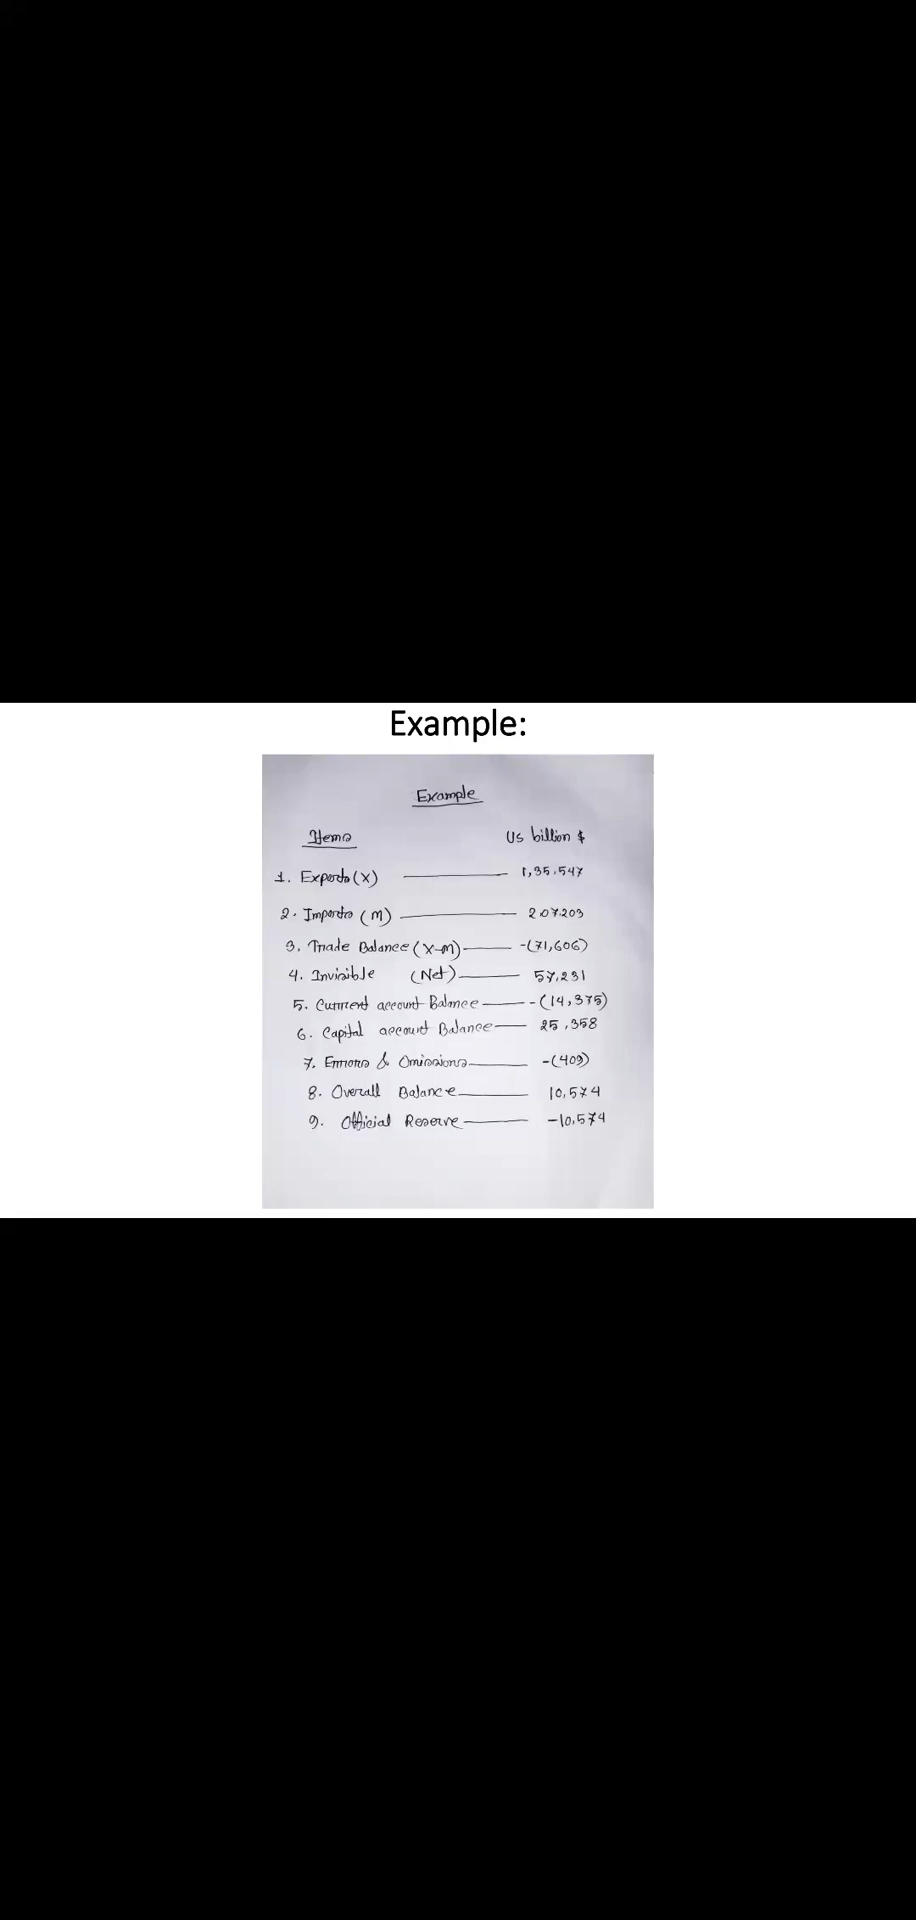 Example:
Example
Items US billion $
1. Exports (X) 1,35,547
2. Imports (M) 207203
3. Trade Balance (X-M) -(71,606)
4. Invisible (Net) 57,231
5. Current account Balance -(14,375)
6. Capital account Balance 25,358
7. Errors & Omissions -(409)
8. Overall Balance 10,574
9. Official Reserve -10,574